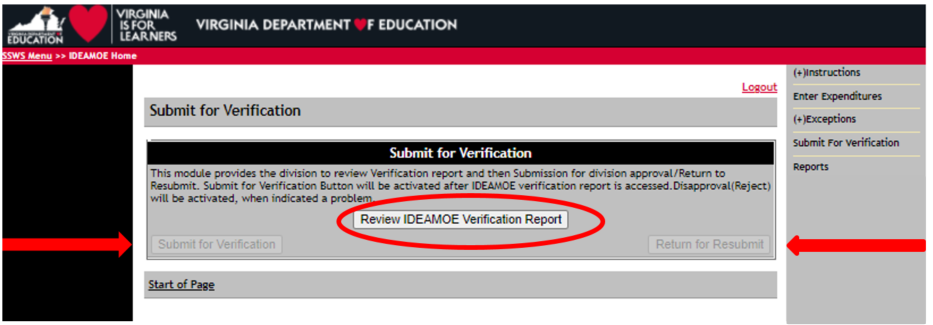 VIRGINIA
IS FOR
LEARNERS
EDUCATION
VIRGINIA DEPARTMENT OF EDUCATION
SSWS Menu >> IDEAMOE Home
Logout
Submit for Verification
Submit for Verification
This module provides the division to review Verification report and then Submission for division approval/Return to
Resubmit. Submit for Verification Button will be activated after IDEAMOE verification report is accessed.Disapproval(Reject)
will be activated, when indicated a problem.
Review IDEAMOE Verification Report
Submit for Verification
Return for Resubmit
Start of Page
(+)Instructions
Enter Expenditures
(+)Exceptions
Submit For Verification
Reports